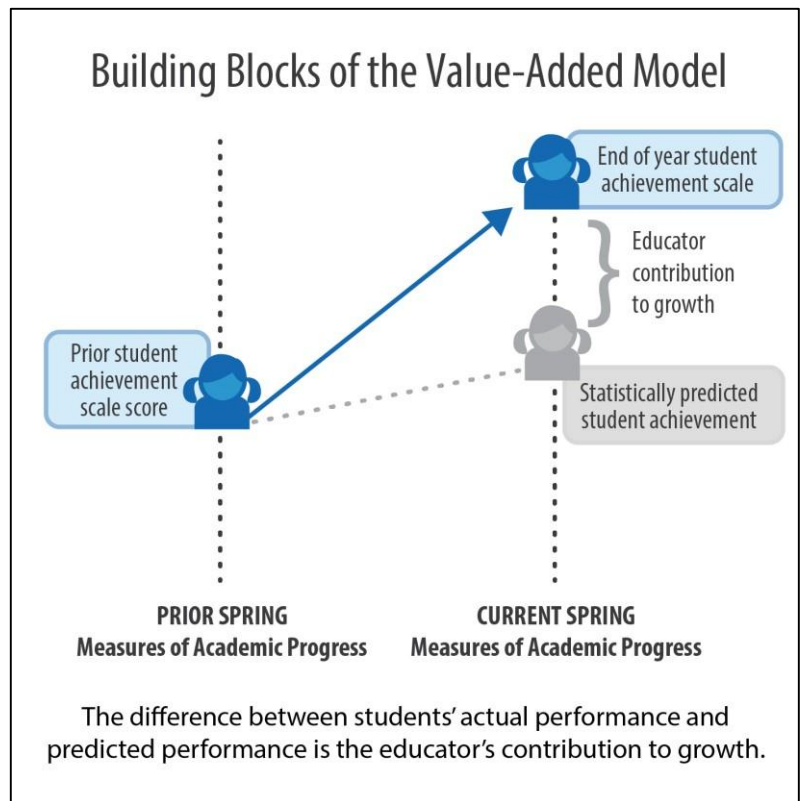 Building Blocks of the Value-Added Model
End of year student
achievement scale
Educator
contribution
to growth
Prior student
achievement
scale score
Statistically predicted
student achievement
PRIOR SPRING
Measures of Academic Progress
CURRENT SPRING
Measures of Academic Progress
The difference between students’ actual performance and
predicted performance is the educator’s contribution to growth.